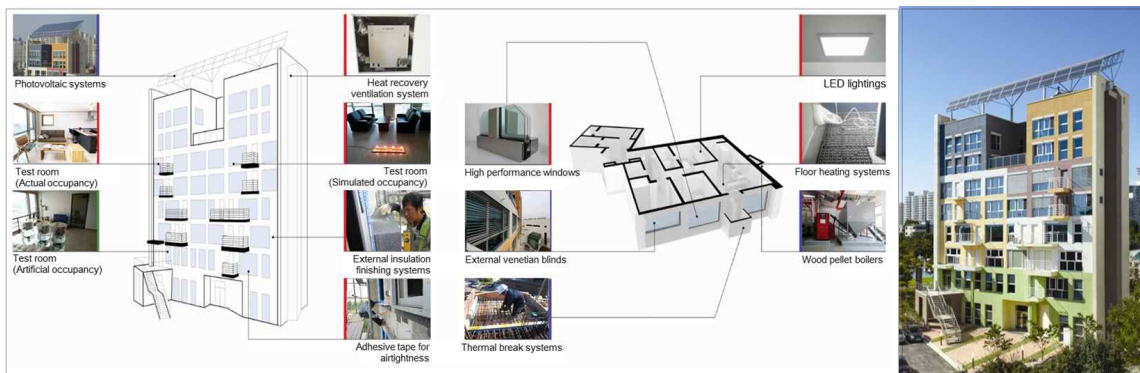 Photovoltaic systems
Heat recovery
ventilation system
LED lightings
Test room
(Actual occupancy)
Test room
(Simulated occupancy)
High performance windows
Floor heating systems
Test room
(Artificial occupancy)
External insulation
finishing systems
External venetian blinds
Wood pellet boilers
Adhesive tape for
airtightness
Thermal break systems